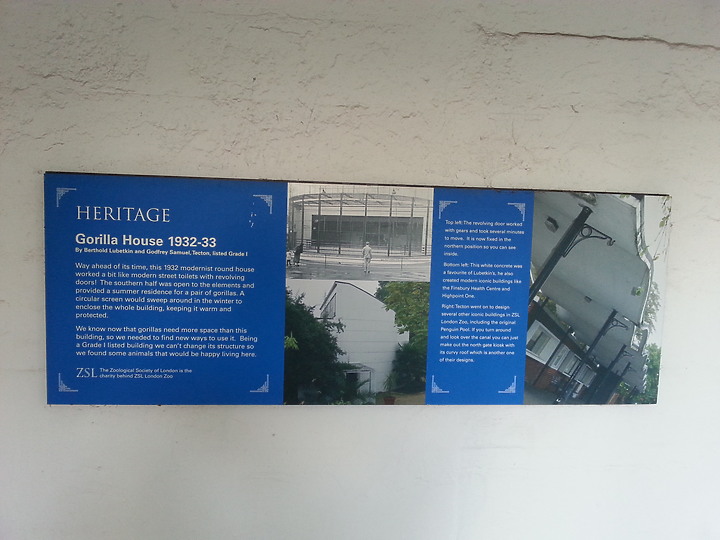 HERITAGE
Gorilla House 1932-33
By Berthold Lubetkin and Godfrey Samuel, Tecton, listed Grade I
Way ahead of its time, this 1932 modernist round house
worked a bit like modern street toilets with revolving
doors! The southern half was open to the elements and
provided a summer residence for a pair of gorillas. A
circular screen would sweep around in the winter to
enclose the whole building, keeping it warm and
protected.
We know now that gorillas need more space than this
building, so we needed to find new ways to use it. Being
a Grade I listed building we can't change its structure so
we found some animals that would be happy living here.
ZSL The Zoological Society of London is the
charity behind ZSL London Zoo
Top left: The revolving door worked
with gears and took several minutes
to move. It is now fixed in the
northern position so you can see
inside.
Bottom left: This white concrete was
a favourite of Lubetkin's, he also
created modern iconic buildings like
the Finsbury Health Centre and
Highpoint One.
Right: Tecton went on to design
several other iconic buildings in ZSL
London Zoo, including the original
Penguin Pool. If you turn around
and look over the canal you can just
make out the north gate kiosk with
its curvy roof which is another one
of their designs.